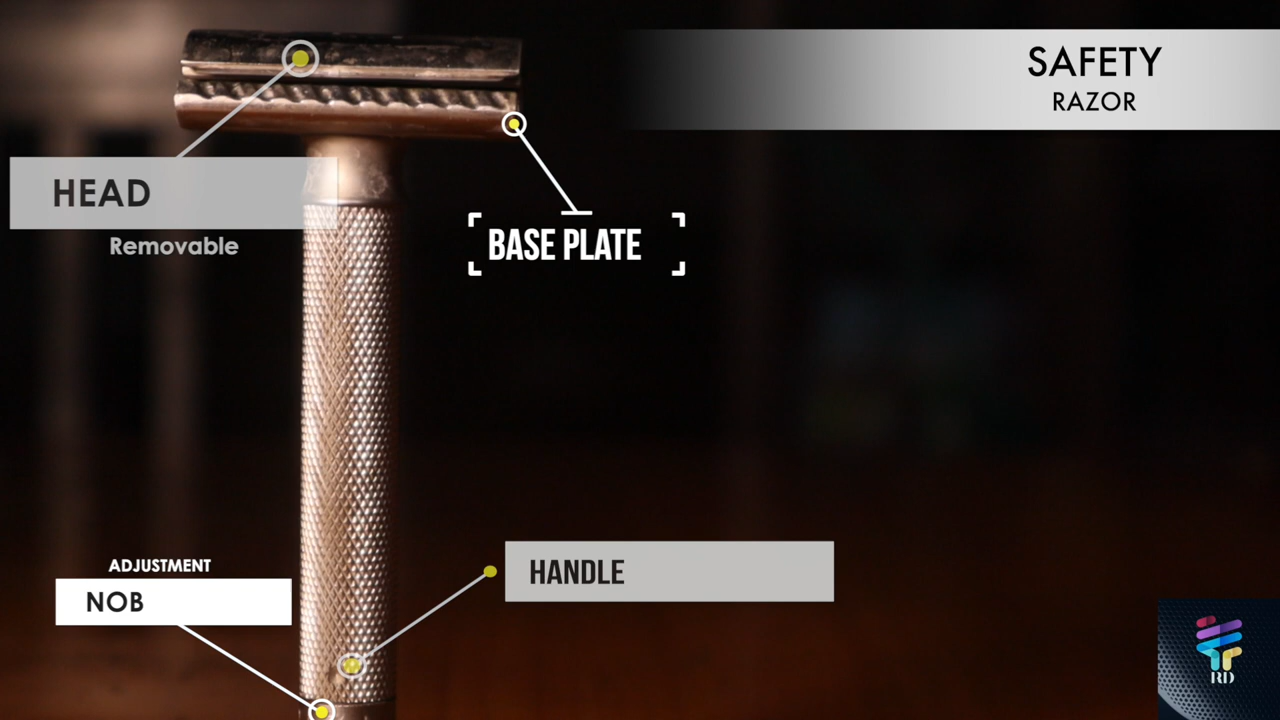 SAFETY
RAZOR
HEAD
Removable
BASE PLATE
ADJUSTMENT
NOB
HANDLE
RD